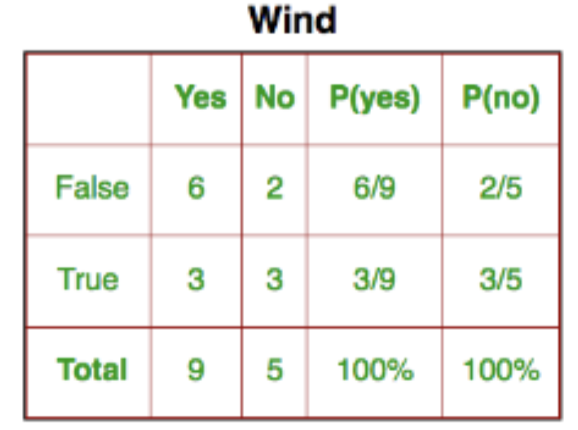 Wind
Yes No P(yes) P(no)
False 6 2 6/9 2/5
True 3 3 3/9 3/5
Total 9 5 100% 100%